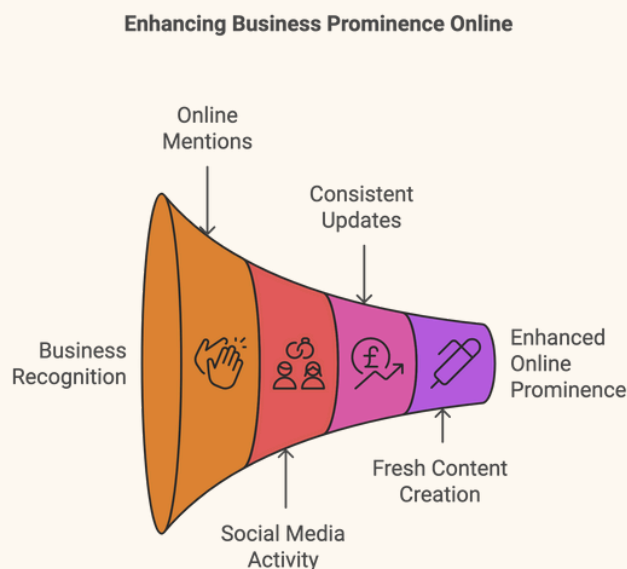 Enhancing Business Prominence Online
Online
Mentions
Consistent
Updates
Business
Recognition
£
Enhanced
Online
Prominence
Fresh Content
Creation
Social Media
Activity